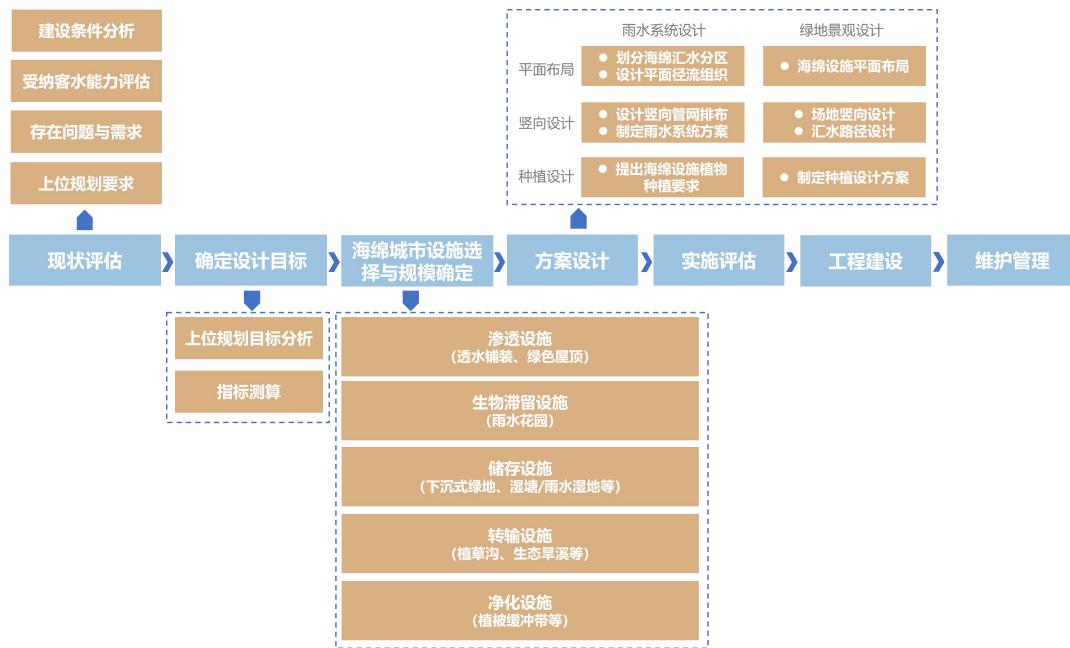 建设条件分析
受纳客水能力评估
存在问题与需求
上位规划要求
雨水系统设计
绿地景观设计
平面布局
● 划分海绵汇水分区
● 设计平面径流组织
● 海绵设施平面布局
竖向设计
● 设计竖向管网排布
● 制定雨水系统方案
● 场地竖向设计
● 汇水路径设计
种植设计
● 提出海绵设施植物
种植要求
● 制定种植设计方案
现状评估
确定设计目标
海绵城市设施选
择与规模确定
方案设计
实施评估
工程建设
维护管理
上位规划目标分析
指标测算
渗透设施
(透水铺装、绿色屋顶)
生物滞留设施
(雨水花园)
储存设施
(下沉式绿地、湿塘/雨水湿地等)
转输设施
(植草沟、生态旱溪等)
净化设施
(植被缓冲带等)